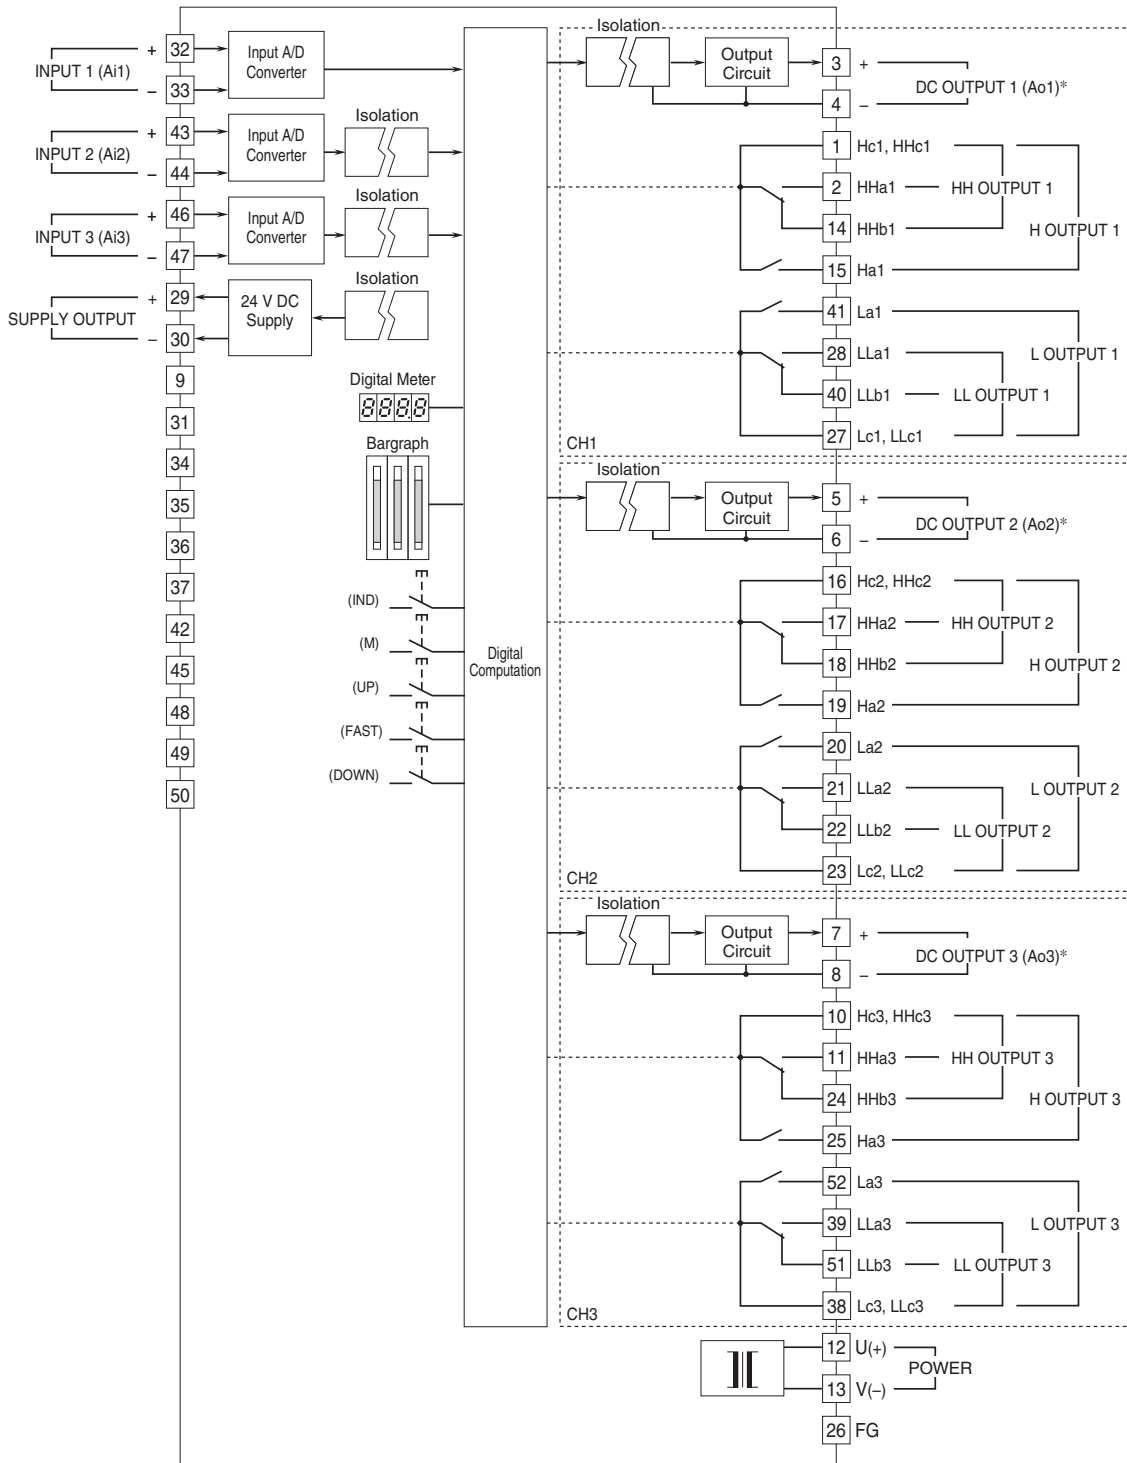 32
+
INPUT 1 (Ai1)
–
33
Input A/D
Converter
43
+
INPUT 2 (Ai2)
–
44
Input A/D
Converter
Isolation
46
+
INPUT 3 (Ai3)
–
47
Input A/D
Converter
Isolation
29
+
SUPPLY OUTPUT
–
30
24 V DC
Supply
Isolation
9
31
34
35
36
37
42
45
48
49
50
Digital Meter
888.8
Bargraph
(IND)
(M)
(UP)
(FAST)
(DOWN)
Digital
Computation
Isolation
Output
Circuit
3 +
DC OUTPUT 1 (Ao1)*
4 –
1 Hc1, HHc1
2 HHa1
HH OUTPUT 1
14 HHb1
H OUTPUT 1
15 Ha1
41 La1
28 LLa1
L OUTPUT 1
40 LLb1
LL OUTPUT 1
27 Lc1, LLc1
CH1
Isolation
Output
Circuit
5 +
DC OUTPUT 2 (Ao2)*
6 –
16 Hc2, HHc2
17 HHa2
HH OUTPUT 2
18 HHb2
H OUTPUT 2
19 Ha2
20 La2
21 LLa2
L OUTPUT 2
22 LLb2
LL OUTPUT 2
23 Lc2, LLc2
CH2
Isolation
Output
Circuit
7 +
DC OUTPUT 3 (Ao3)*
8 –
10 Hc3, HHc3
11 HHa3
HH OUTPUT 3
24 HHb3
H OUTPUT 3
25 Ha3
52 La3
39 LLa3
L OUTPUT 3
51 LLb3
LL OUTPUT 3
38 Lc3, LLc3
CH3
12 U(+)
POWER
13 V(–)
26 FG